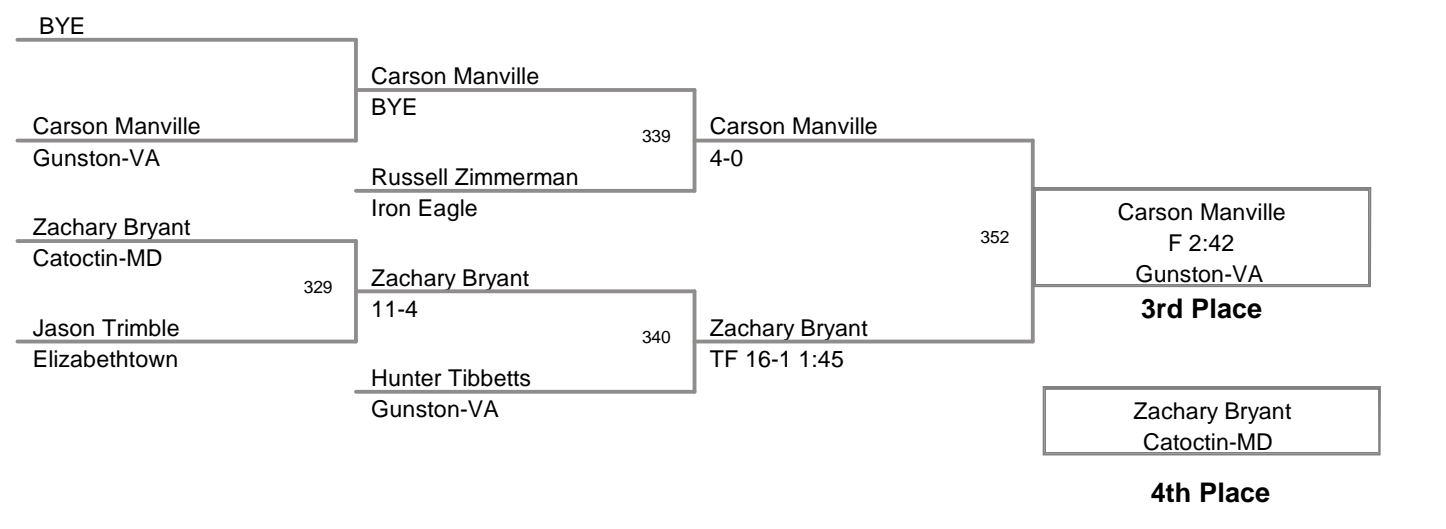 BYE
Carson Manville
Gunston-VA
Zachary Bryant
Catoctin-MD
329
Jason Trimble
Elizabethtown
Carson Manville
BYE
339
Russell Zimmerman
Iron Eagle
Zachary Bryant
11-4
340
Hunter Tibbetts
Gunston-VA
Carson Manville
4-0
352
Zachary Bryant
TF 16-1 1:45
Carson Manville
F 2:42
Gunston-VA
3rd Place
Zachary Bryant
Catoctin-MD
4th Place